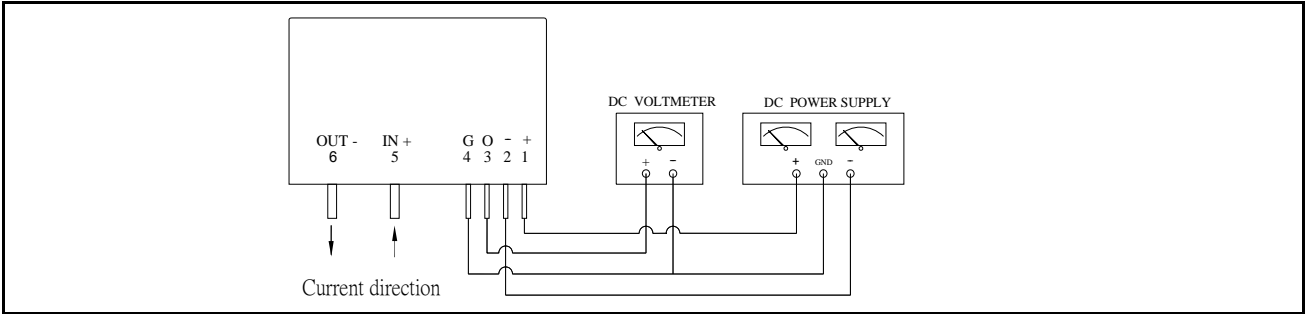 DC VOLTMETER
DC POWER SUPPLY
OUT - IN + G O - +
6 5 4 3 2 1
+ -
+ GND -
Current direction